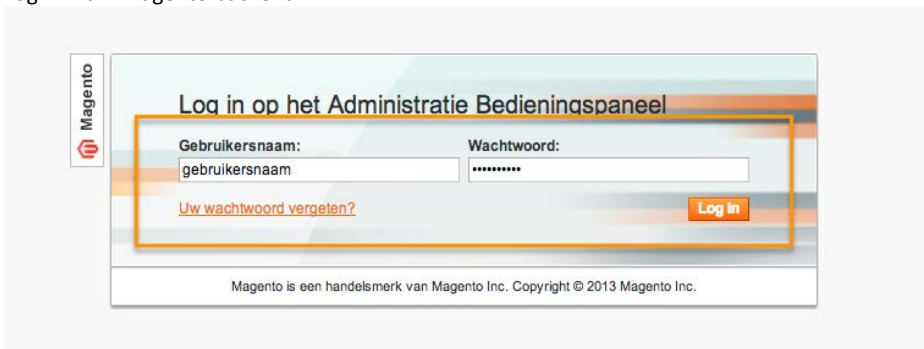 Magento
Log in op het Administratie Bedieningspaneel
Gebruikersnaam:
Wachtwoord:
gebruikersnaam
••••••••••
Uw wachtwoord vergeten?
Log in
Magento is een handelsmerk van Magento Inc. Copyright © 2013 Magento Inc.